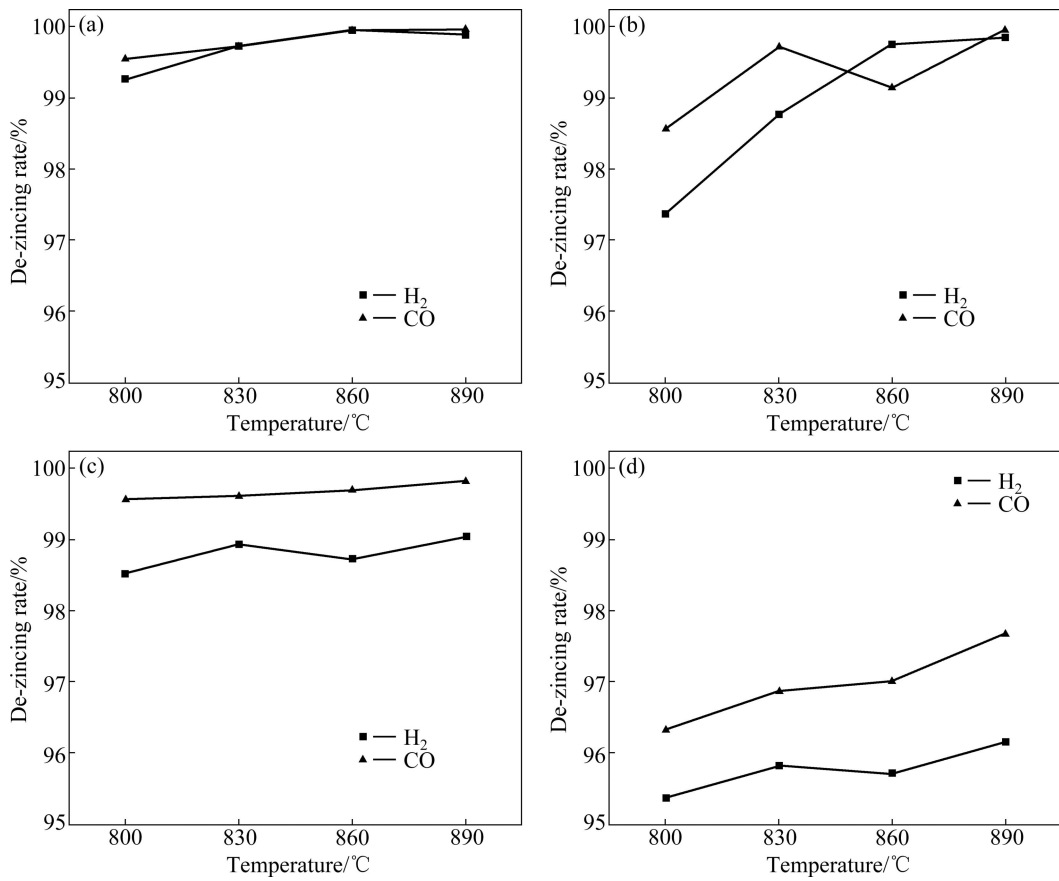 (a)
De-zincing rate/%
100
99
98
97
96
95
H₂
CO
800 830 860 890
Temperature/℃
(b)
De-zincing rate/%
100
99
98
97
96
95
H₂
CO
800 830 860 890
Temperature/℃
(c)
De-zincing rate/%
100
99
98
97
96
95
H₂
CO
800 830 860 890
Temperature/℃
(d)
De-zincing rate/%
100
99
98
97
96
95
H₂
CO
800 830 860 890
Temperature/℃